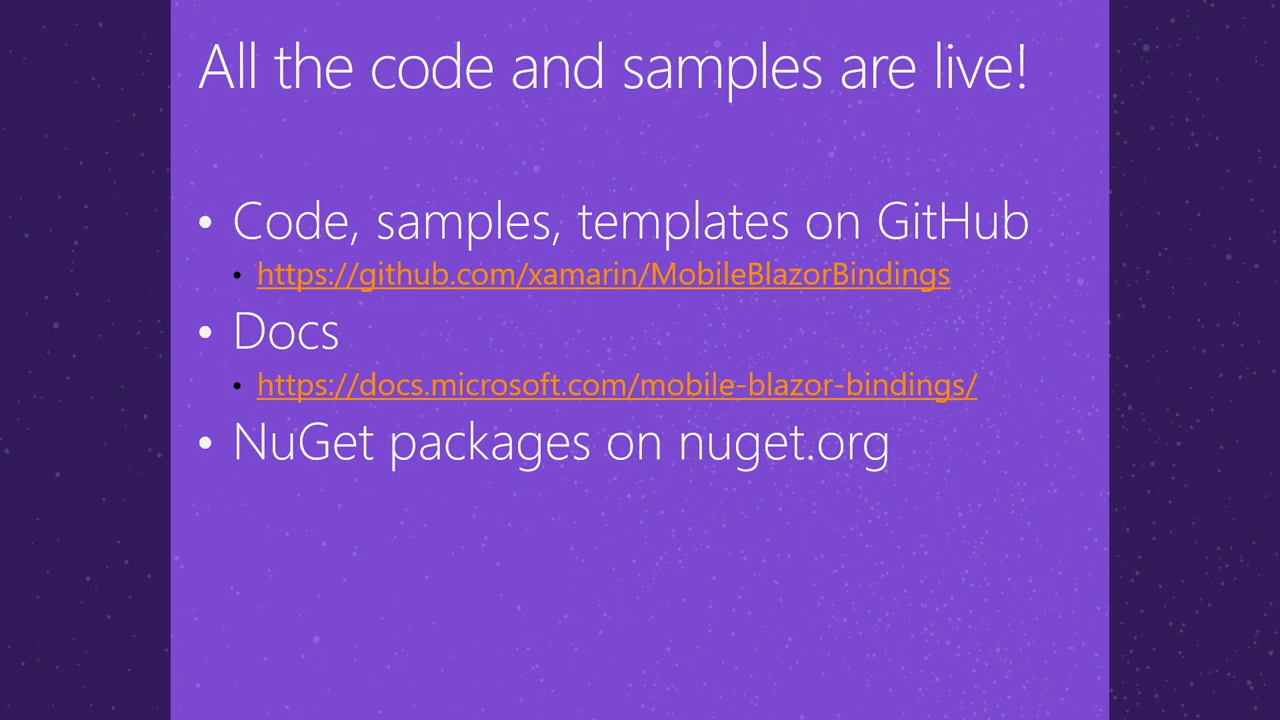 All the code and samples are live!
• Code, samples, templates on GitHub
• https://github.com/xamarin/MobileBlazorBindings
• Docs
• https://docs.microsoft.com/mobile-blazor-bindings/
• NuGet packages on nuget.org